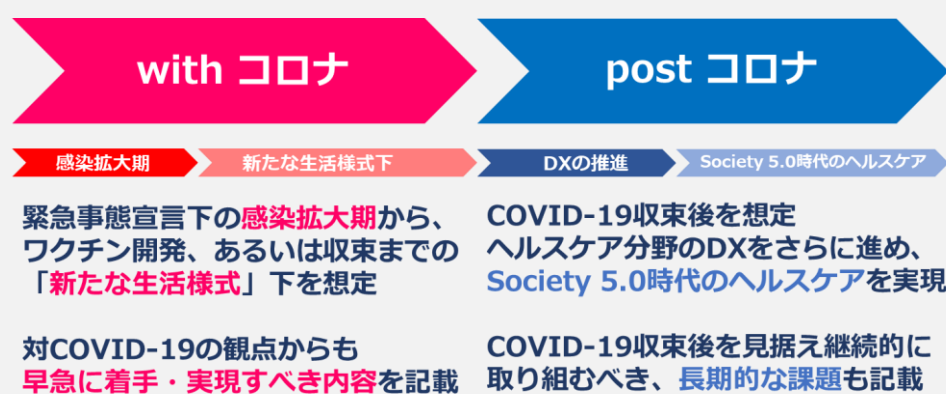 with コロナ
post コロナ
感染拡大期
新たな生活様式下
DXの推進
Society 5.0時代のヘルスケア
緊急事態宣言下の感染拡大期から、
ワクチン開発、あるいは収束までの
「新たな生活様式」下を想定
対COVID-19の観点からも
早急に着手・実現すべき内容を記載
COVID-19収束後を想定
ヘルスケア分野のDXをさらに進め、
Society 5.0時代のヘルスケアを実現
COVID-19収束後を見据え継続的に
取り組むべき、長期的な課題も記載